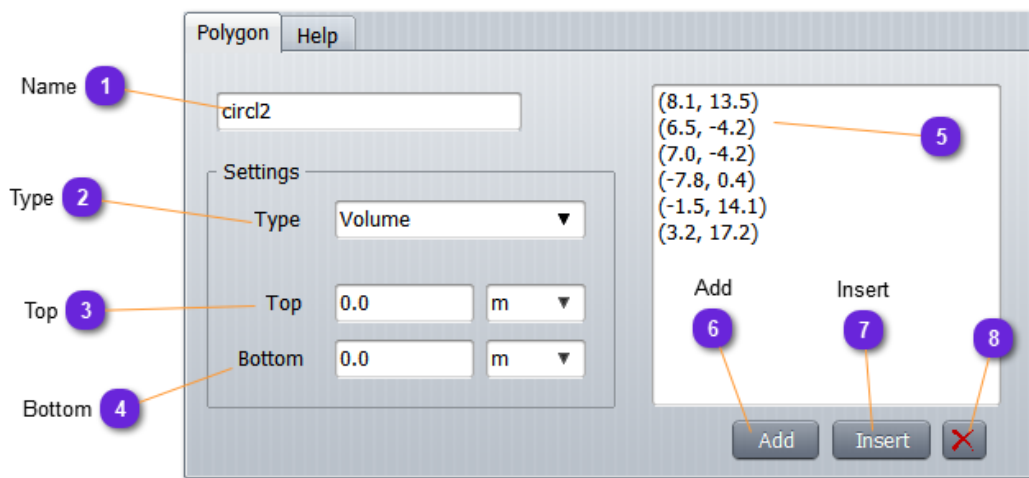 Polygon Help
Name 1
circl2
Settings
Type 2
Type Volume
Top 3
Top 0.0 m
Bottom 0.0 m
Bottom 4
(8.1, 13.5)
(6.5, -4.2)
(7.0, -4.2)
(-7.8, 0.4)
(-1.5, 14.1)
(3.2, 17.2)
5
Add Insert
6 7 8
Add Insert